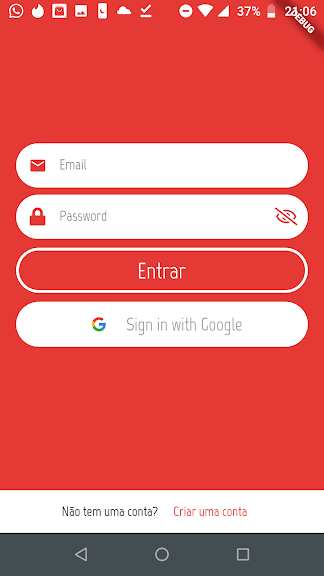 37% 21:06
DEBUG
Email
Password
Entrar
Sign in with Google
Não tem uma conta? Criar uma conta